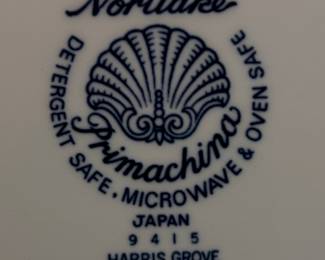 Noritake
Primachina
DETERGENT SAFE. MICROWAVE & OVEN SAFE
JAPAN
9415
HARRIS GROVE